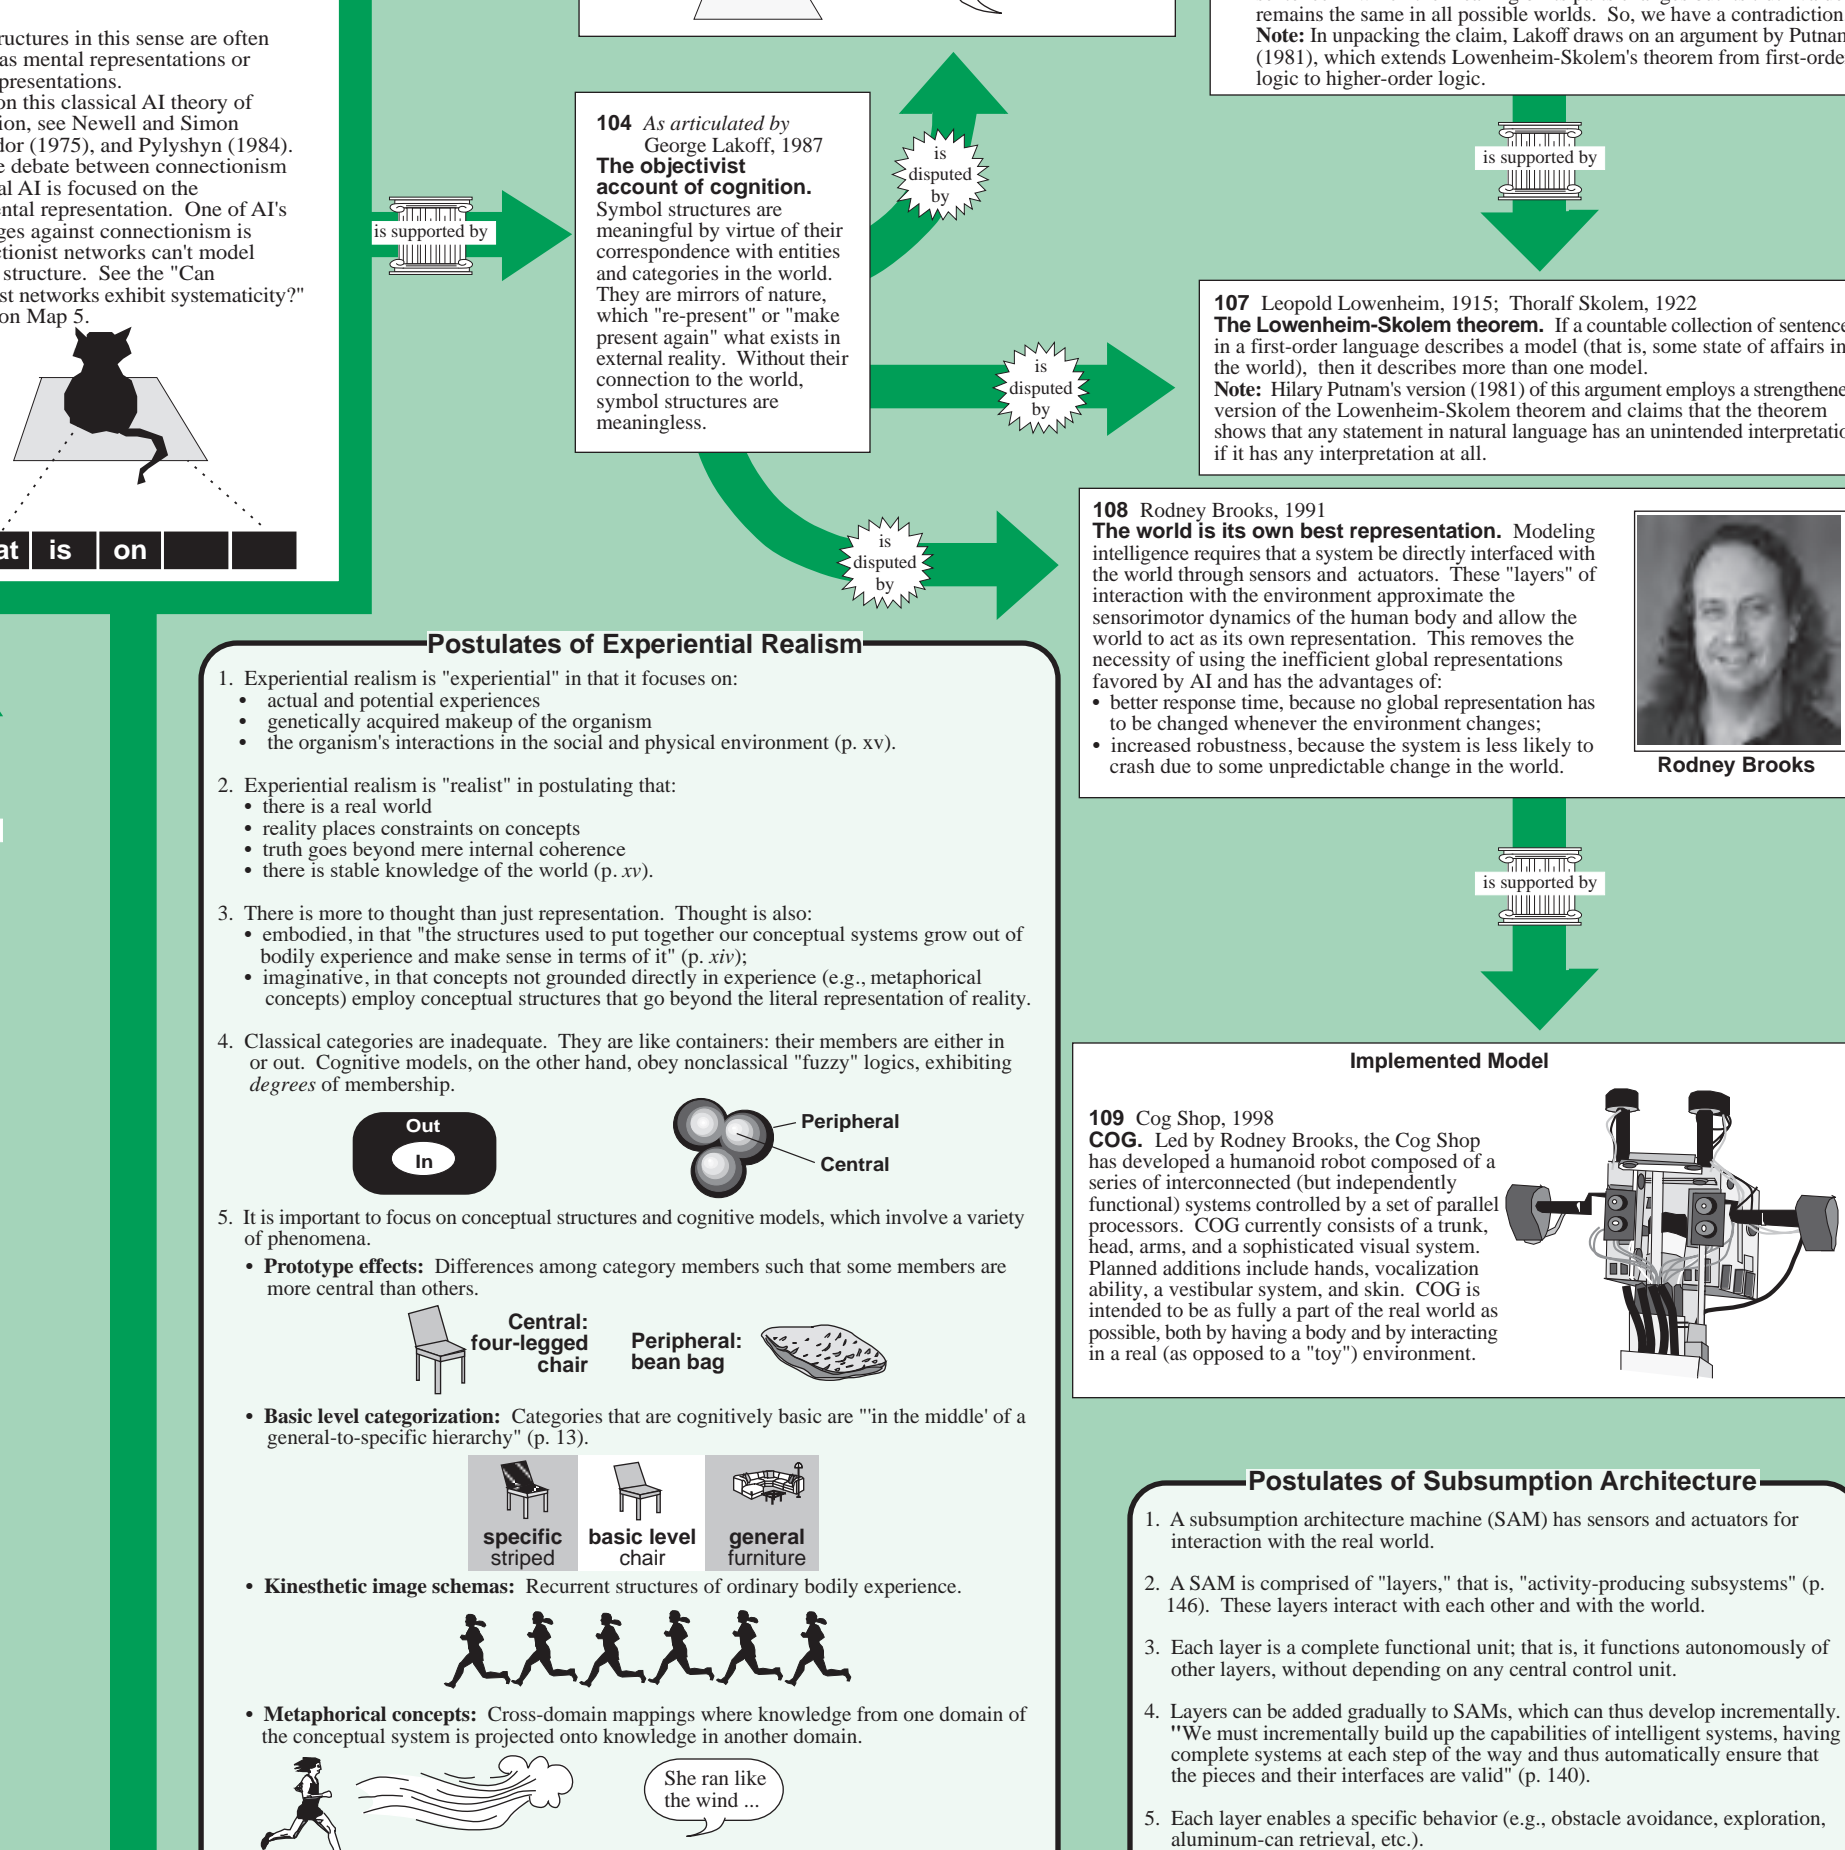 ructures in this sense are often
as mental representations or
presentations.
on this classical AI theory of
ion, see Newell and Simon
dor (1975), and Pylyshyn (1984).
e debate between connectionism
al AI is focused on the
ental representation.  One of AI's
ges against connectionism is
ctionist networks can't model
structure.  See the "Can
st networks exhibit systematicity?"
on Map 5.
at is on
is supported by
104 As articulated by
George Lakoff, 1987
The objectivist
account of cognition.
Symbol structures are
meaningful by virtue of their
correspondence with entities
and categories in the world.
They are mirrors of nature,
which "re-present" or "make
present again" what exists in
external reality.  Without their
connection to the world,
symbol structures are
meaningless.
is
disputed
by
is
disputed
by
is
disputed
by
remains the same in all possible worlds.  So, we have a contradiction
Note: In unpacking the claim, Lakoff draws on an argument by Putnam
(1981), which extends Lowenheim-Skolem's theorem from first-orde
logic to higher-order logic.
is supported by
107 Leopold Lowenheim, 1915;  Thoralf Skolem, 1922
The Lowenheim-Skolem theorem.  If a countable collection of sentence
in a first-order language describes a model (that is, some state of affairs in
the world),  then it describes more than one model.
Note:  Hilary Putnam's version (1981) of this argument employs a strengthene
version of the Lowenheim-Skolem theorem and claims that the theorem
shows that any statement in natural language has an unintended interpretatio
if it has any interpretation at all.
108 Rodney Brooks, 1991
The world is its own best representation.  Modeling
intelligence requires that a system be directly interfaced with
the world through sensors and  actuators.  These "layers" of
interaction with the environment approximate the
sensorimotor dynamics of the human body and allow the
world to act as its own representation.  This removes the
necessity of using the inefficient global representations
favored by AI and has the advantages of:
• better response time, because no global representation has
to be changed whenever the environment changes;
• increased robustness, because the system is less likely to
crash due to some unpredictable change in the world.
Rodney Brooks
is supported by
Implemented Model
109 Cog Shop, 1998
COG.  Led by Rodney Brooks, the Cog Shop
has developed a humanoid robot composed of a
series of interconnected (but independently
functional) systems controlled by a set of parallel
processors.  COG currently consists of a trunk,
head, arms, and a sophisticated visual system.
Planned additions include hands, vocalization
ability, a vestibular system, and skin.  COG is
intended to be as fully a part of the real world as
possible, both by having a body and by interacting
in a real (as opposed to a "toy") environment.
Postulates of Experiential Realism
1.  Experiential realism is "experiential" in that it focuses on:
•  actual and potential experiences
•  genetically acquired makeup of the organism
•  the organism's interactions in the social and physical environment (p. xv).
2.  Experiential realism is "realist" in postulating that:
• there is a real world
• reality places constraints on concepts
• truth goes beyond mere internal coherence
• there is stable knowledge of the world (p. xv).
3.  There is more to thought than just representation.  Thought is also:
• embodied, in that "the structures used to put together our conceptual systems grow out of
bodily experience and make sense in terms of it" (p. xiv);
• imaginative, in that concepts not grounded directly in experience (e.g., metaphorical
concepts) employ conceptual structures that go beyond the literal representation of reality.
4.  Classical categories are inadequate.  They are like containers: their members are either in
or out.  Cognitive models, on the other hand, obey nonclassical "fuzzy" logics, exhibiting
degrees of membership.
Out
In
Peripheral
Central
5.  It is important to focus on conceptual structures and cognitive models, which involve a variety
of phenomena.
• Prototype effects:  Differences among category members such that some members are
more central than others.
Central:
four-legged
chair
Peripheral:
bean bag
• Basic level categorization:  Categories that are cognitively basic are "'in the middle' of a
general-to-specific hierarchy" (p. 13).
specific
striped
basic level
chair
general
furniture
• Kinesthetic image schemas:  Recurrent structures of ordinary bodily experience.
• Metaphorical concepts:  Cross-domain mappings where knowledge from one domain of
the conceptual system is projected onto knowledge in another domain.
She ran like
the wind ...
Postulates of Subsumption Architecture
1.  A subsumption architecture machine (SAM) has sensors and actuators for
interaction with the real world.
2.  A SAM is comprised of "layers," that is, "activity-producing subsystems" (p.
146).  These layers interact with each other and with the world.
3.  Each layer is a complete functional unit; that is, it functions autonomously of
other layers, without depending on any central control unit.
4.  Layers can be added gradually to SAMs, which can thus develop incrementally.
"We must incrementally build up the capabilities of intelligent systems, having
complete systems at each step of the way and thus automatically ensure that
the pieces and their interfaces are valid" (p. 140).
5.  Each layer enables a specific behavior (e.g., obstacle avoidance, exploration,
aluminum-can retrieval, etc.).